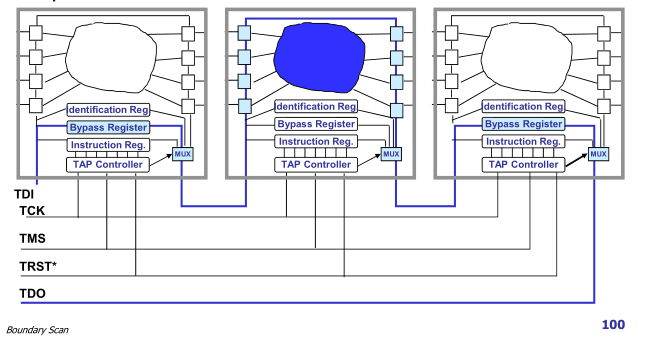 dentification Reg
Bypass Register
Instruction Reg.
TAP Controller
MUX
dentification Reg
Bypass Register
Instruction Reg.
TAP Controller
MUX
dentification Reg
Bypass Register
Instruction Reg.
TAP Controller
MUX
TDI
TCK
TMS
TRST*
TDO
Boundary Scan
100